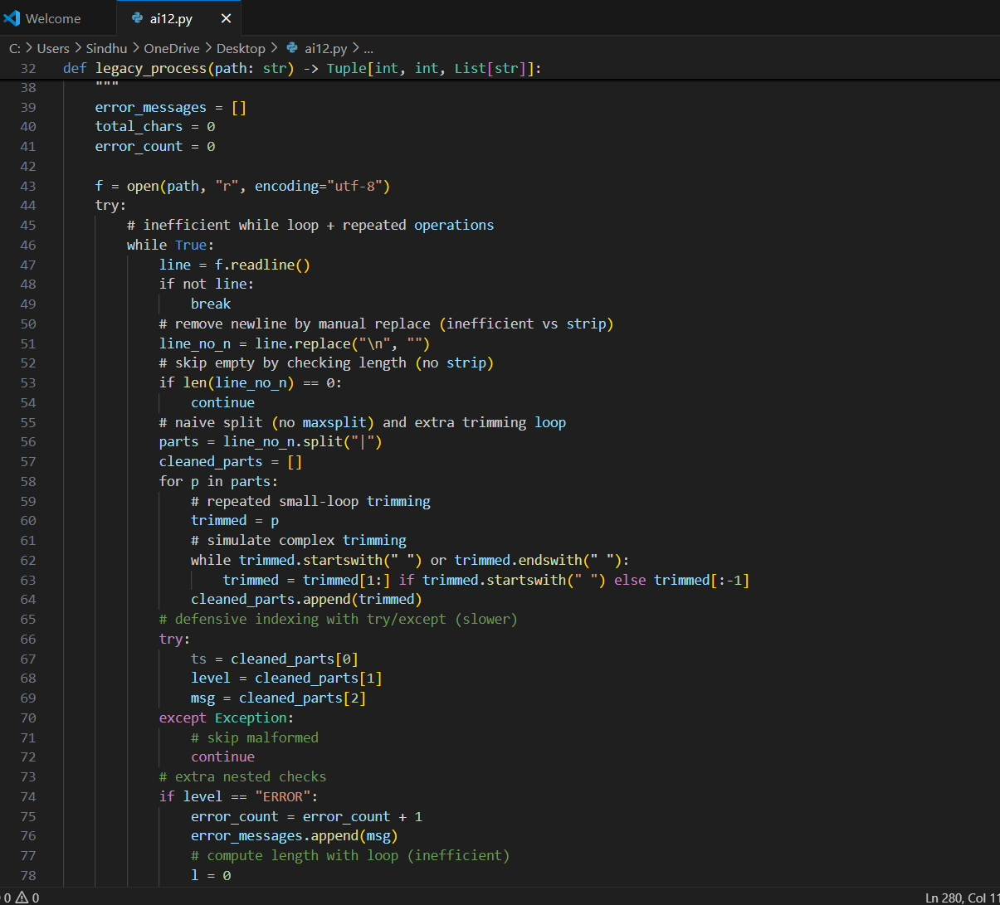 Welcome
ai12.py
C: > Users > Sindhu > OneDrive > Desktop > ai12.py > ...
32 def legacy_process(path: str) -> Tuple[int, int, List[str]]:
38     """
39     error_messages = []
40     total_chars = 0
41     error_count = 0
42
43     f = open(path, "r", encoding="utf-8")
44     try:
45         # inefficient while loop + repeated operations
46         while True:
47             line = f.readline()
48             if not line:
49                 break
50             # remove newline by manual replace (inefficient vs strip)
51             line_no_n = line.replace("\n", "")
52             # skip empty by checking length (no strip)
53             if len(line_no_n) == 0:
54                 continue
55             # naive split (no maxsplit) and extra trimming loop
56             parts = line_no_n.split("|")
57             cleaned_parts = []
58             for p in parts:
59                 # repeated small-loop trimming
60                 trimmed = p
61                 # simulate complex trimming
62                 while trimmed.startswith(" ") or trimmed.endswith(" "):
63                     trimmed = trimmed[1:] if trimmed.startswith(" ") else trimmed[:-1]
64                 cleaned_parts.append(trimmed)
65             # defensive indexing with try/except (slower)
66             try:
67                 ts = cleaned_parts[0]
68                 level = cleaned_parts[1]
69                 msg = cleaned_parts[2]
70             except Exception:
71                 # skip malformed
72                 continue
73             # extra nested checks
74             if level == "ERROR":
75                 error_count = error_count + 1
76                 error_messages.append(msg)
77                 # compute length with loop (inefficient)
78                 l = 0
0 0
Ln 280, Col 11